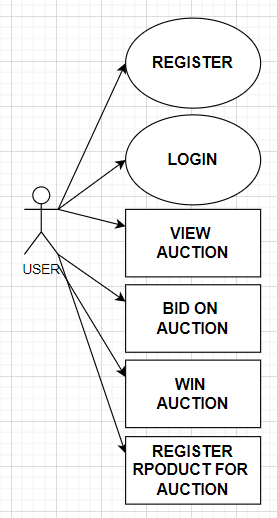 REGISTER
LOGIN
VIEW
AUCTION
USER
BID ON
AUCTION
WIN
AUCTION
REGISTER
RPODUCT FOR
AUCTION